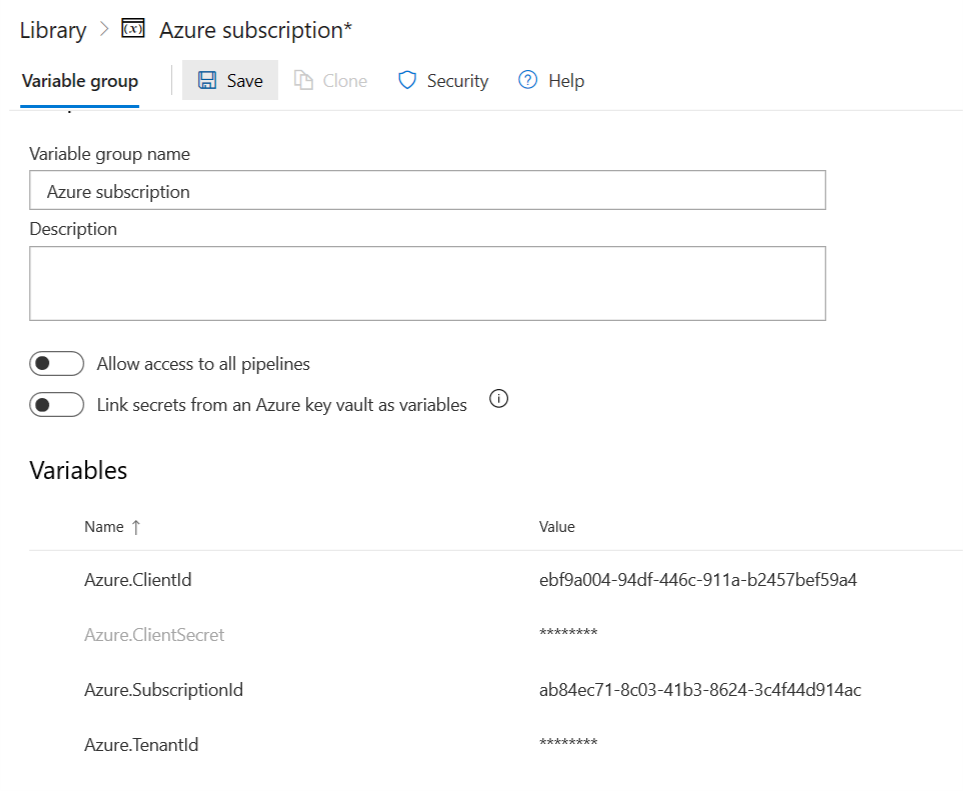 Library > (x) Azure subscription*
Variable group Save Clone Security Help
Variable group name
Azure subscription
Description
Allow access to all pipelines
Link secrets from an Azure key vault as variables
Variables
Name ↑ Value
Azure.ClientId ebf9a004-94df-446c-911a-b2457bef59a4
Azure.ClientSecret ********
Azure.SubscriptionId ab84ec71-8c03-41b3-8624-3c4f44d914ac
Azure.TenantId ********